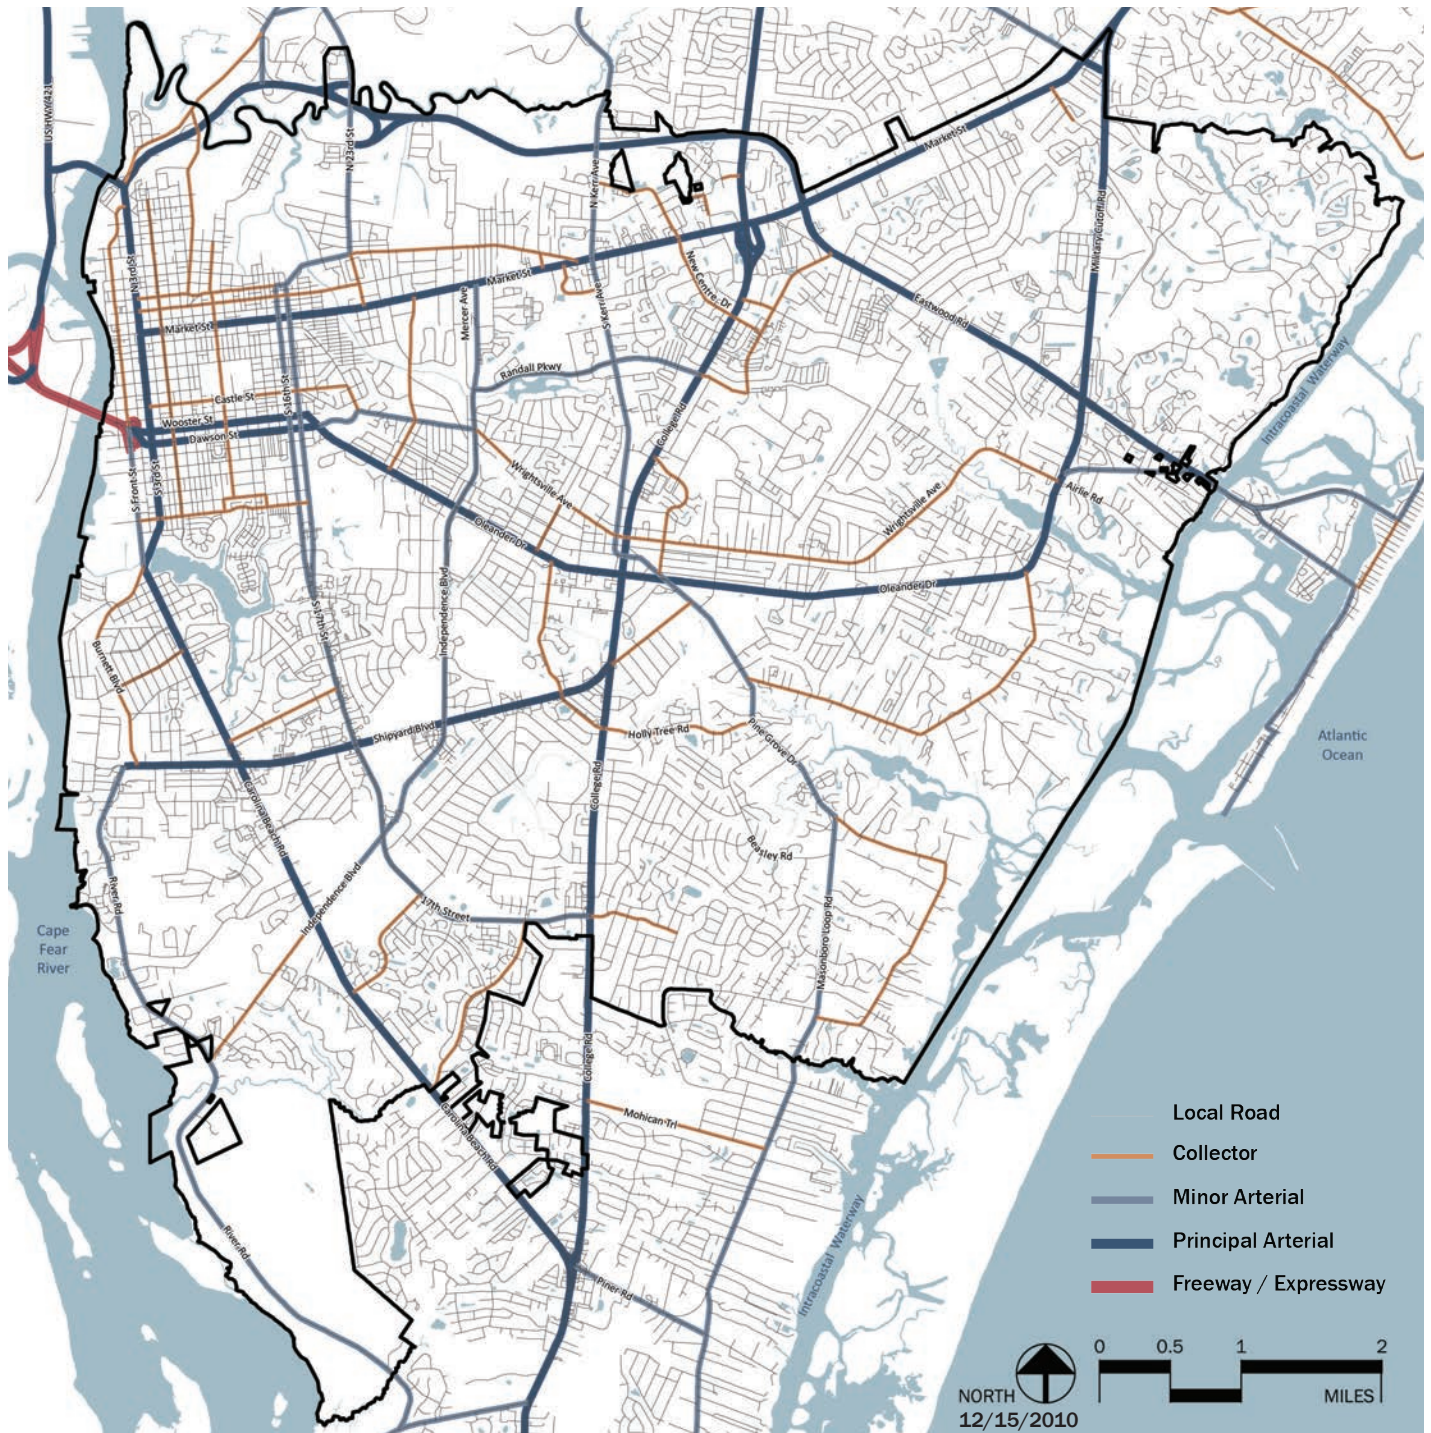 US HWY 421
N 23rd St
N Kerr Ave
Market St
Military Cutoff Rd
N 3rd St
New Centre Dr
Market St
Mercer Ave
S Kerr Ave
Eastwood Rd
Market St
Intracoastal Waterway
Randall Pkwy
S 16th St
Castle St
College Rd
Wooster St
Dawson St
S Front St
S 3rd St
Wrightsville Ave
Wrightsville Ave
Airlie Rd
Oleander Dr
Oleander Dr
Independence Blvd
S 17th St
Burnett Blvd
Shipyard Blvd
Holly Tree Rd
Pine Grove Dr
Atlantic
Ocean
College Rd
Carolina Beach Rd
Beasley Rd
River Rd
Independence Blvd
17th Street
Masonboro Loop Rd
Cape
Fear
River
College Rd
Mohican Trl
Carolina Beach Rd
River Rd
Piner Rd
Intracoastal Waterway
Local Road
Collector
Minor Arterial
Principal Arterial
Freeway / Expressway
0 0.5 1 2
NORTH
MILES
12/15/2010